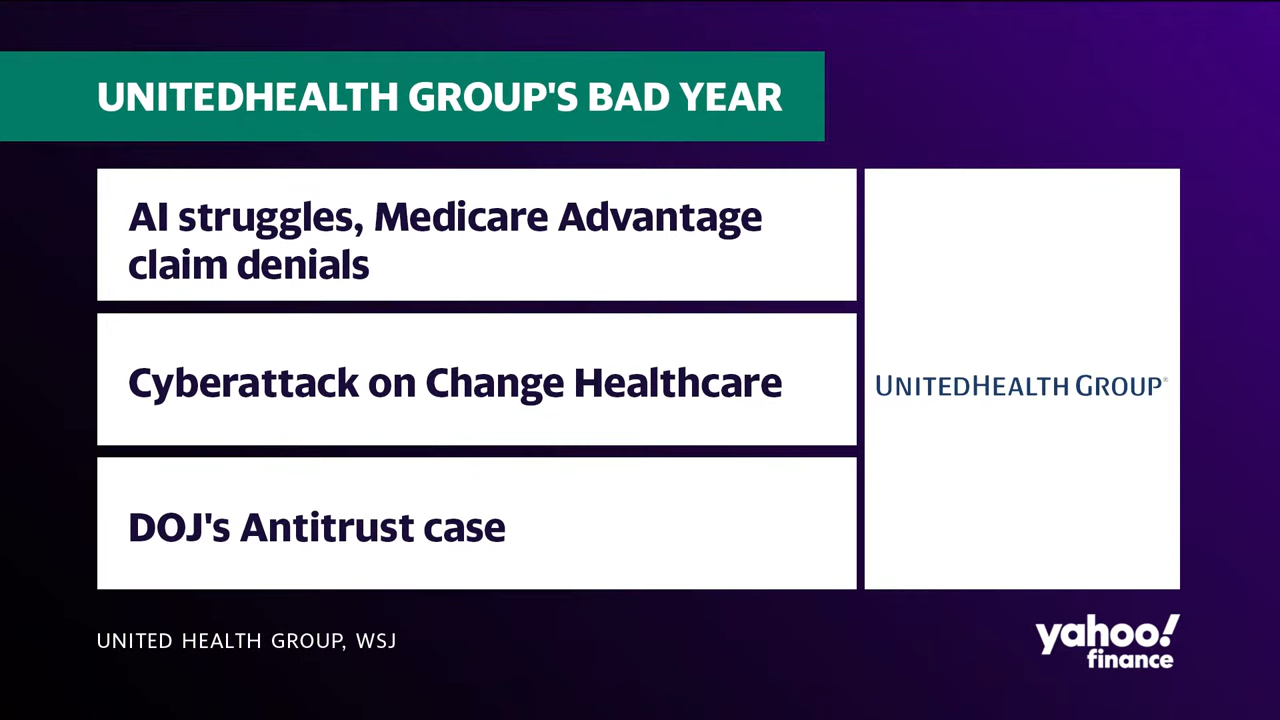 UNITEDHEALTH GROUP'S BAD YEAR
AI struggles, Medicare Advantage
claim denials
Cyberattack on Change Healthcare
DOJ's Antitrust case
UNITEDHEALTH GROUP®
UNITED HEALTH GROUP, WSJ
yahoo!
finance